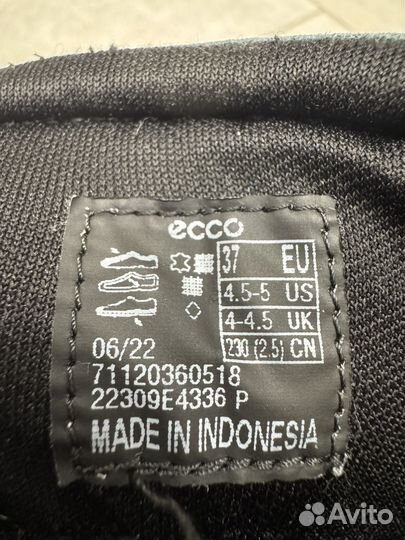 ecco
37 EU
4.5-5 US
4-4.5 UK
230 (2.5) CN
06/22
71120360518
22309E4336 P
MADE IN INDONESIA
Avito